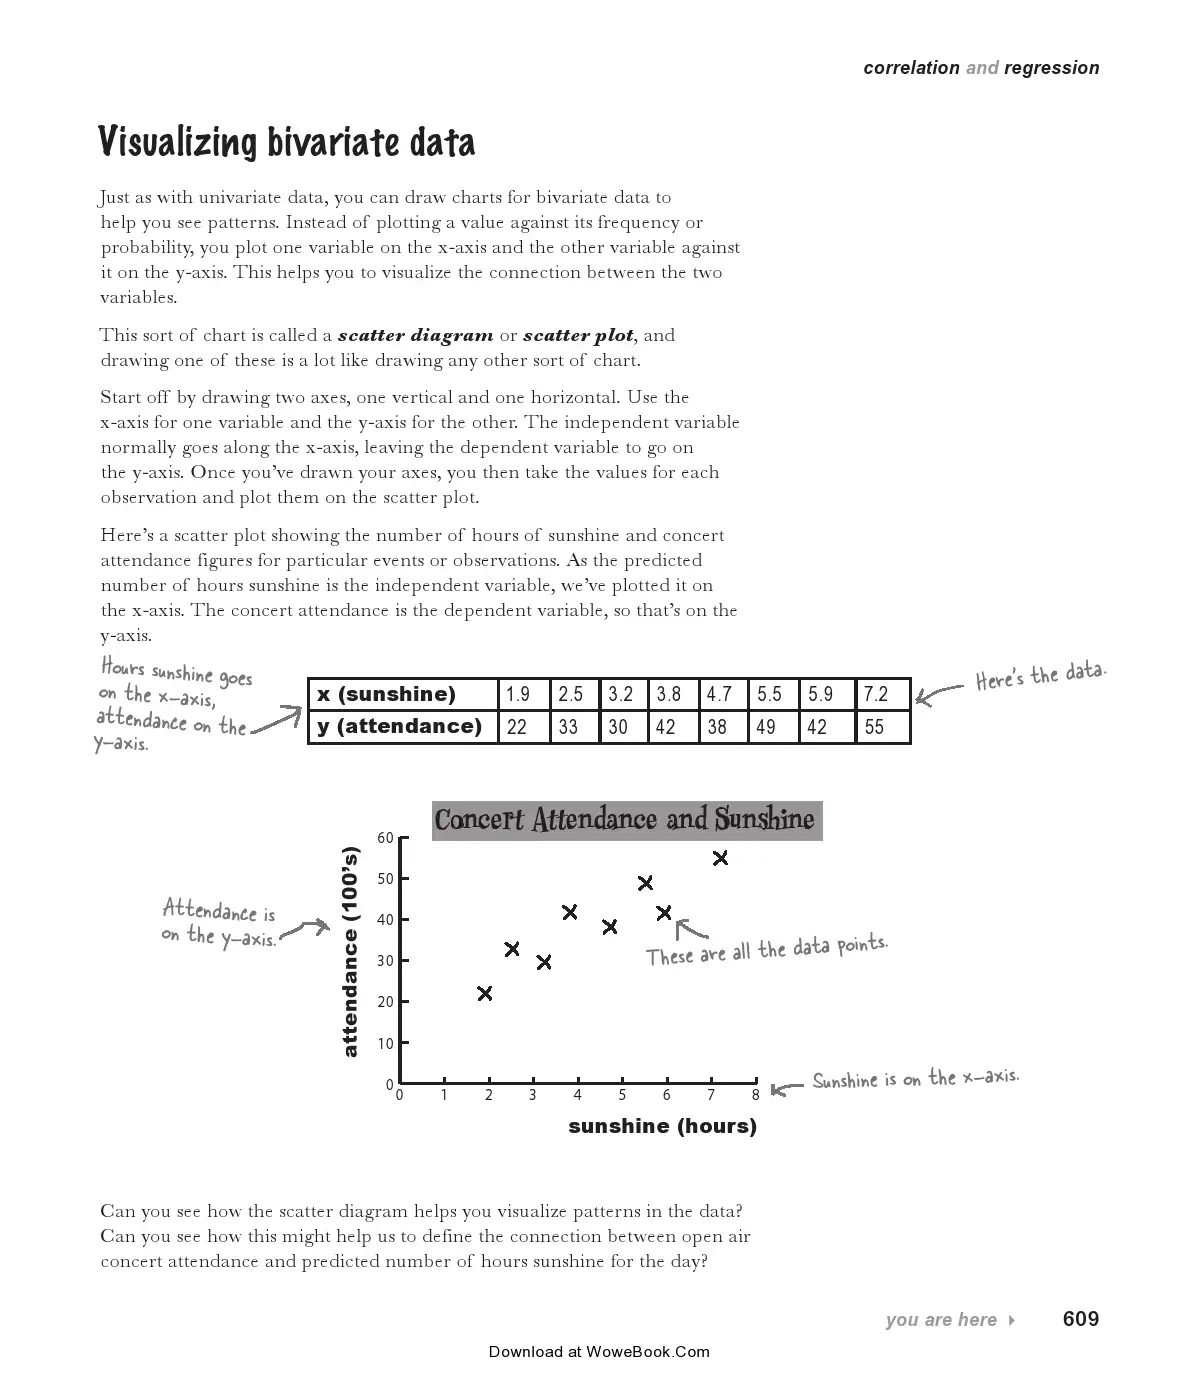 correlation and regression
Visualizing bivariate data
Just as with univariate data, you can draw charts for bivariate data to
help you see patterns. Instead of plotting a value against its frequency or
probability, you plot one variable on the x-axis and the other variable against
it on the y-axis. This helps you to visualize the connection between the two
variables.
This sort of chart is called a scatter diagram or scatter plot, and
drawing one of these is a lot like drawing any other sort of chart.
Start off by drawing two axes, one vertical and one horizontal. Use the
x-axis for one variable and the y-axis for the other. The independent variable
normally goes along the x-axis, leaving the dependent variable to go on
the y-axis. Once you've drawn your axes, you then take the values for each
observation and plot them on the scatter plot.
Here's a scatter plot showing the number of hours of sunshine and concert
attendance figures for particular events or observations. As the predicted
number of hours sunshine is the independent variable, we've plotted it on
the x-axis. The concert attendance is the dependent variable, so that's on the
y-axis.
Hours sunshine goes
on the x-axis,
attendance on the
y-axis.
x (sunshine) 1.9 2.5 3.2 3.8 4.7 5.5 5.9 7.2
y (attendance) 22 33 30 42 38 49 42 55
Here's the data.
Concert Attendance and Sunshine
attendance (100's)
60
50
40
30
20
10
0
Attendance is
on the y-axis.
These are all the data points.
0 1 2 3 4 5 6 7 8
Sunshine is on the x-axis.
sunshine (hours)
Can you see how the scatter diagram helps you visualize patterns in the data?
Can you see how this might help us to define the connection between open air
concert attendance and predicted number of hours sunshine for the day?
you are here 609
Download at WoweBook.Com